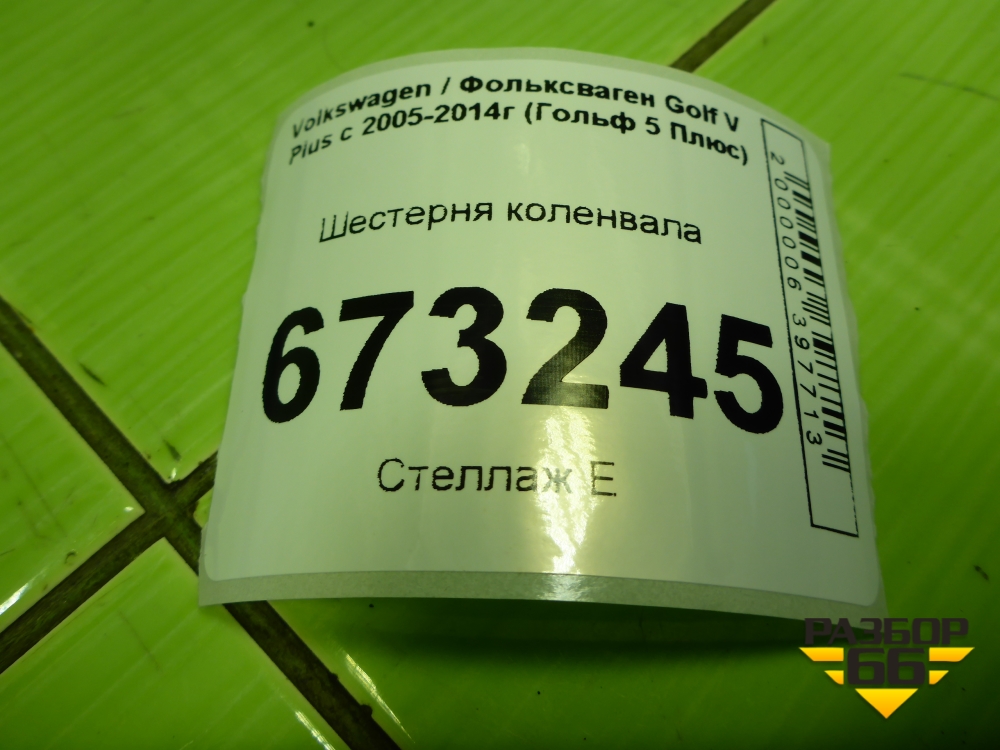 Volkswagen / Фольксваген Golf V
Plus с 2005-2014г (Гольф 5 Плюс)
Шестерня коленвала
673245
Стеллаж Е
2000006397713
РАЗБОР
66